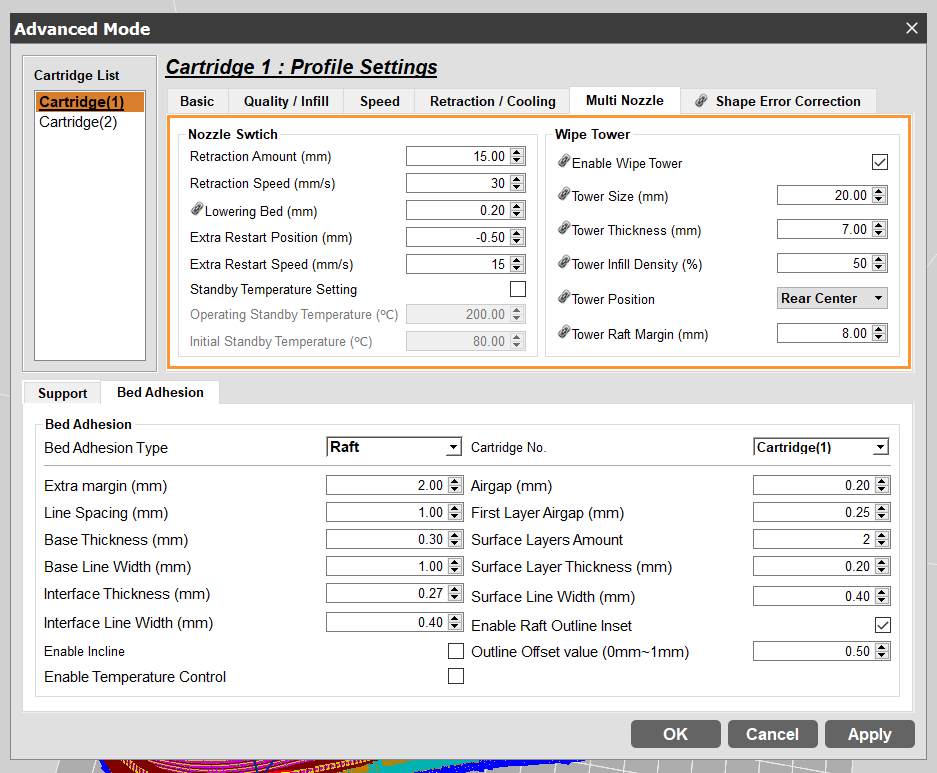 Advanced Mode
Cartridge List
Cartridge(1)
Cartridge(2)
Cartridge 1 : Profile Settings
Basic
Quality / Infill
Speed
Retraction / Cooling
Multi Nozzle
Shape Error Correction
Nozzle Swtich
Retraction Amount (mm) 15.00
Retraction Speed (mm/s) 30
Lowering Bed (mm) 0.20
Extra Restart Position (mm) -0.50
Extra Restart Speed (mm/s) 15
Standby Temperature Setting
Operating Standby Temperature (ºC) 200.00
Initial Standby Temperature (ºC) 80.00
Wipe Tower
Enable Wipe Tower
Tower Size (mm) 20.00
Tower Thickness (mm) 7.00
Tower Infill Density (%) 50
Tower Position Rear Center
Tower Raft Margin (mm) 8.00
Support
Bed Adhesion
Bed Adhesion
Bed Adhesion Type Raft Cartridge No. Cartridge(1)
Extra margin (mm) 2.00 Airgap (mm) 0.20
Line Spacing (mm) 1.00 First Layer Airgap (mm) 0.25
Base Thickness (mm) 0.30 Surface Layers Amount 2
Base Line Width (mm) 1.00 Surface Layer Thickness (mm) 0.20
Interface Thickness (mm) 0.27 Surface Line Width (mm) 0.40
Interface Line Width (mm) 0.40 Enable Raft Outline Inset
Enable Incline Outline Offset value (0mm~1mm) 0.50
Enable Temperature Control
OK
Cancel
Apply